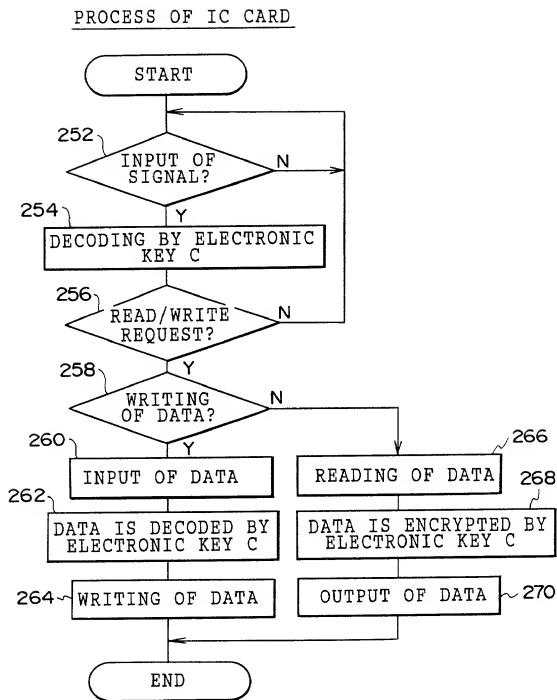 PROCESS OF IC CARD
START
252
INPUT OF
SIGNAL?
N
Y
254
DECODING BY ELECTRONIC
KEY C
256
READ/WRITE
REQUEST?
N
Y
258
WRITING
OF DATA?
N
Y
260
INPUT OF DATA
266
READING OF DATA
262
DATA IS DECODED BY
ELECTRONIC KEY C
268
DATA IS ENCRYPTED BY
ELECTRONIC KEY C
264
WRITING OF DATA
OUTPUT OF DATA
270
END